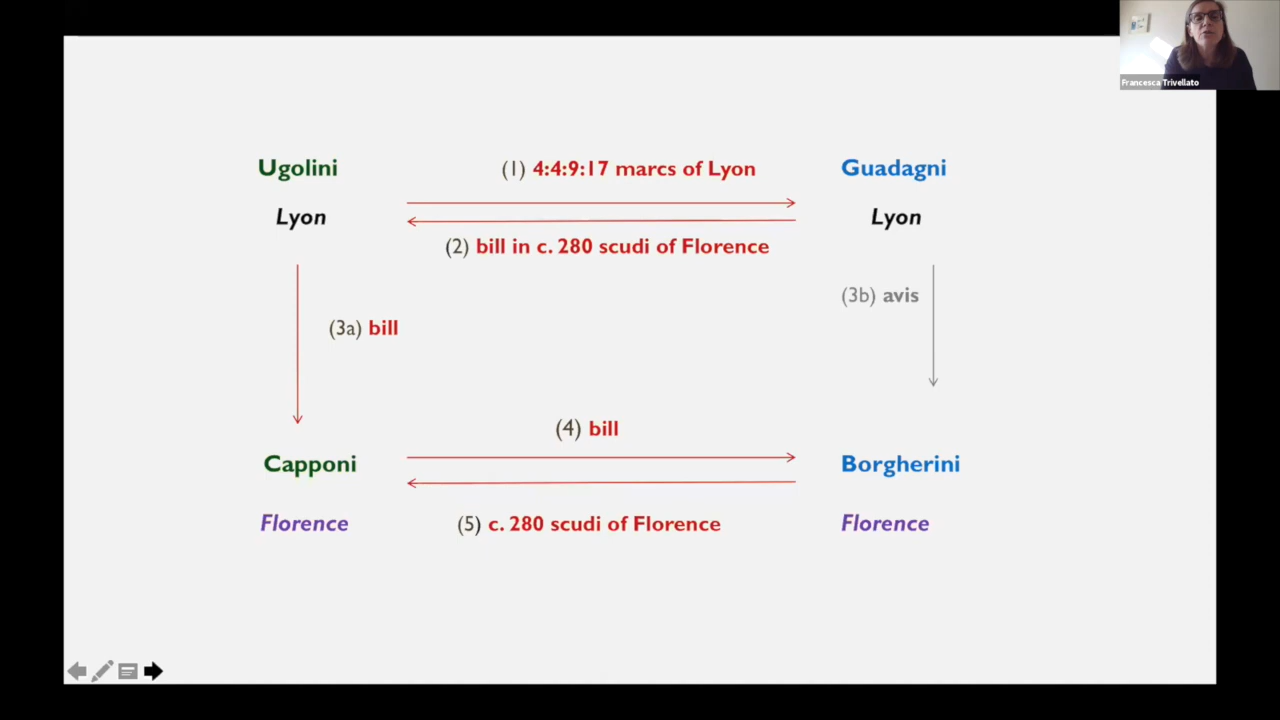 Francesca Trivellato
Ugolini
(1) 4:4:9:17 marcs of Lyon
Guadagni
Lyon
Lyon
(2) bill in c. 280 scudi of Florence
(3b) avis
(3a) bill
(4) bill
Capponi
Borgherini
Florence
(5) c. 280 scudi of Florence
Florence